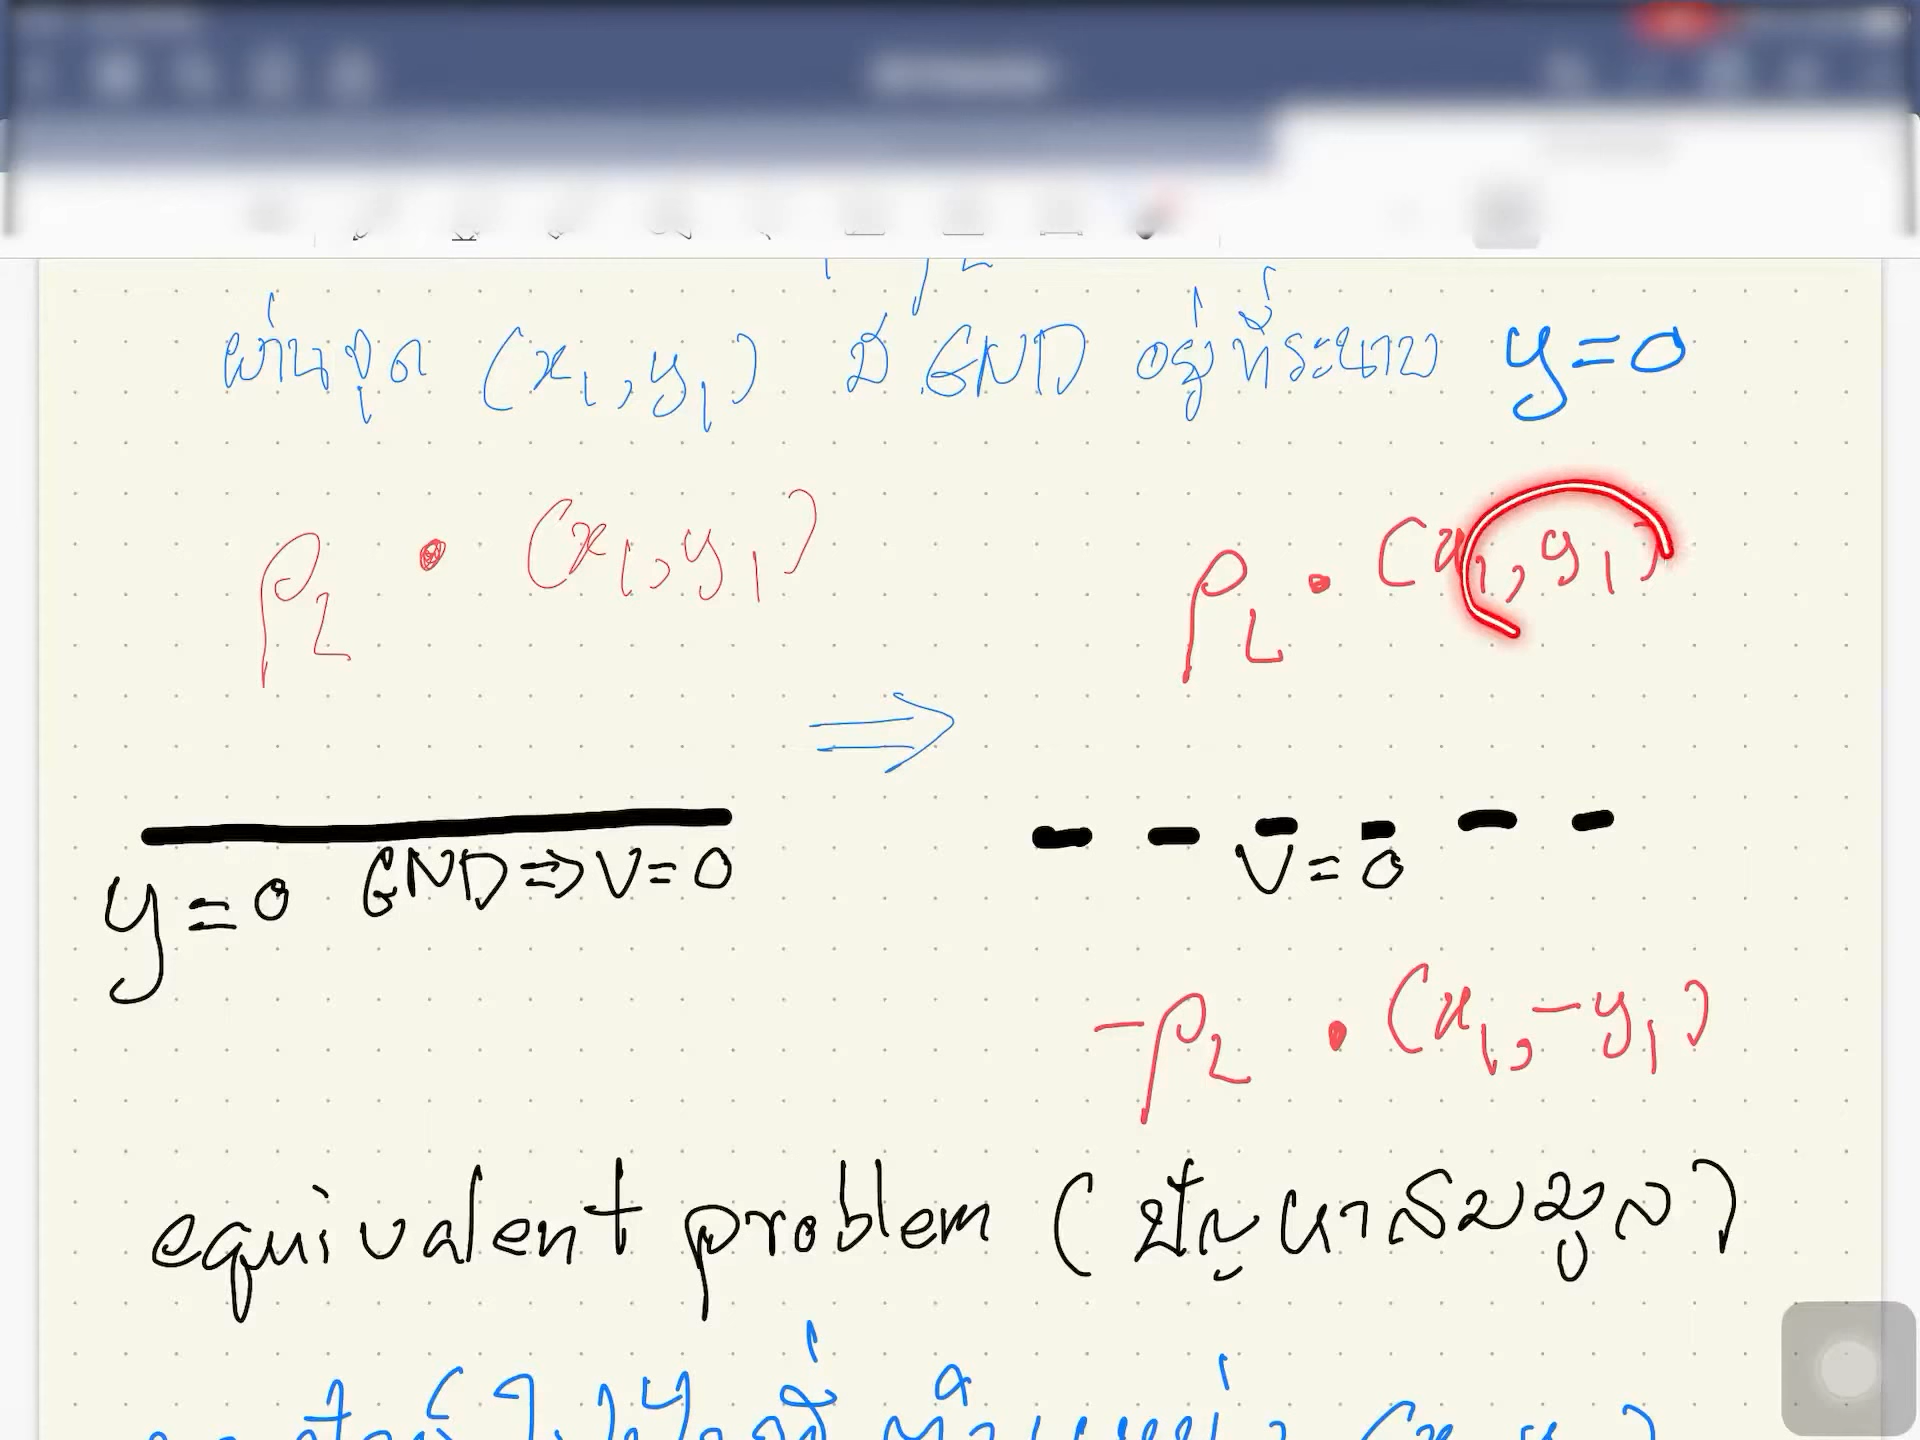 ผ่านจุด (x₁, y₁) มี GND อยู่ที่ระนาบ y=0
ρL • (x₁, y₁)
ρL • (x₁, y₁)
⇒
y=0 GND⇒V=0
V=0
-ρL • (x₁, -y₁)
equivalent problem (ปัญหาสมมูล)